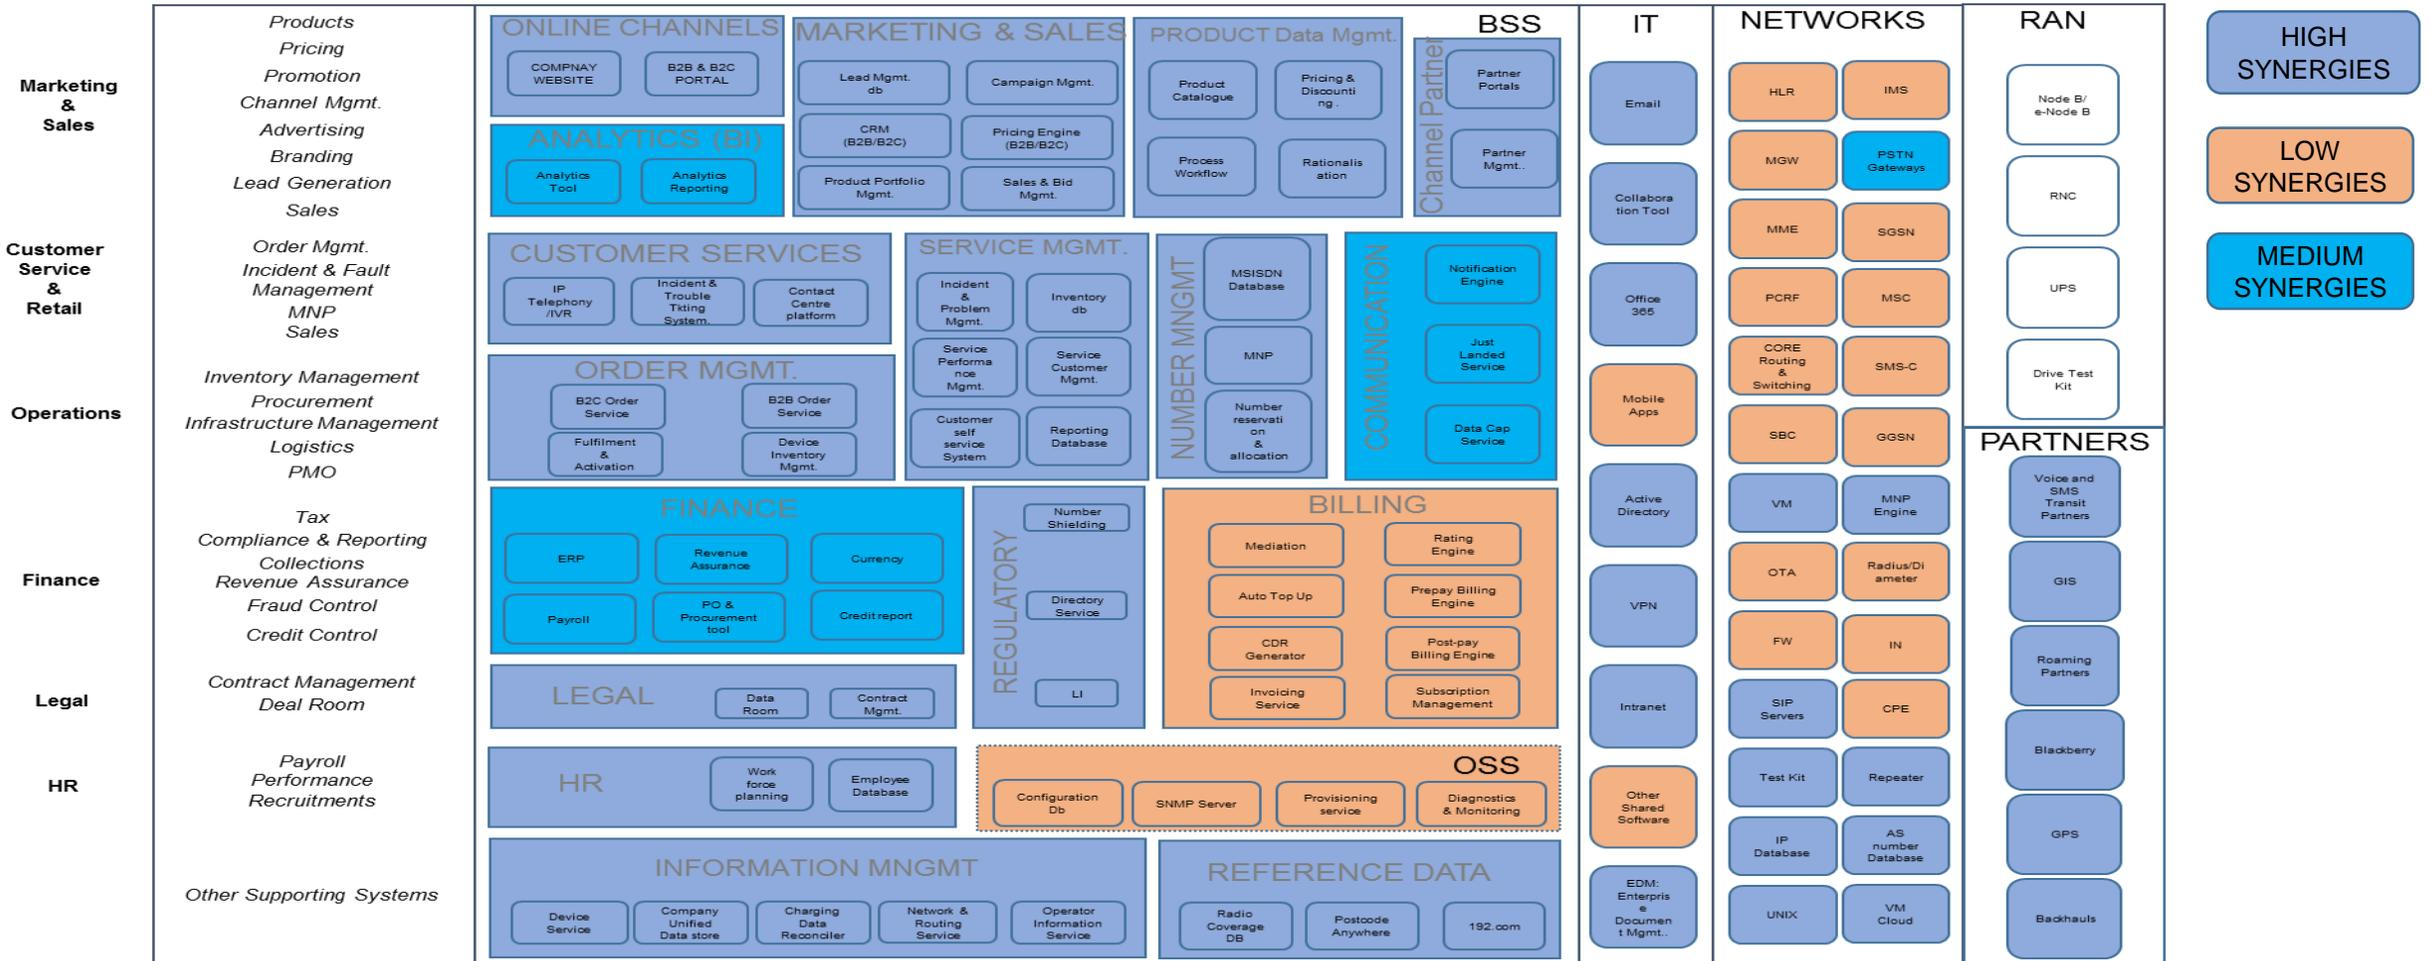 Marketing
&
Sales
Customer
Service
&
Retail
Operations
Finance
Legal
HR
Products
Pricing
Promotion
Channel Mgmt.
Advertising
Branding
Lead Generation
Sales
Order Mgmt.
Incident & Fault
Management
MNP
Sales
Inventory Management
Procurement
Infrastructure Management
Logistics
PMO
Tax
Compliance & Reporting
Collections
Revenue Assurance
Fraud Control
Credit Control
Contract Management
Deal Room
Payroll
Performance
Recruitments
Other Supporting Systems
BSS
ONLINE CHANNELS
COMPNAY
WEBSITE
B2B & B2C
PORTAL
ANALYTICS (BI)
Analytics
Tool
Analytics
Reporting
MARKETING & SALES
Lead Mgmt.
db
Campaign Mgmt.
CRM
(B2B/B2C)
Pricing Engine
(B2B/B2C)
Product Portfolio
Mgmt.
Sales & Bid
Mgmt.
PRODUCT Data Mgmt.
Product
Catalogue
Pricing &
Discounti
ng .
Process
Workflow
Rationalis
ation
Channel Partner
Partner
Portals
Partner
Mgmt..
CUSTOMER SERVICES
IP
Telephony
/IVR
Incident &
Trouble
Tkting
System.
Contact
Centre
platform
ORDER MGMT.
B2C Order
Service
B2B Order
Service
Fulfilment
&
Activation
Device
Inventory
Mgmt.
SERVICE MGMT.
Incident
&
Problem
Mgmt.
Inventory
db
Service
Performa
nce
Mgmt.
Service
Customer
Mgmt.
Customer
self
service
System
Reporting
Database
NUMBER MNGMT
MSISDN
Database
MNP
Number
reservati
on
&
allocation
COMMUNICATION
Notification
Engine
Just
Landed
Service
Data Cap
Service
FINANCE
ERP
Revenue
Assurance
Currency
Payroll
PO &
Procurement
tool
Credit report
REGULATORY
Number
Shielding
Directory
Service
LI
BILLING
Mediation
Rating
Engine
Auto Top Up
Prepay Billing
Engine
CDR
Generator
Post-pay
Billing Engine
Invoicing
Service
Subscription
Management
LEGAL
Data
Room
Contract
Mgmt.
HR
Work
force
planning
Employee
Database
OSS
Configuration
Db
SNMP Server
Provisioning
service
Diagnostics
& Monitoring
INFORMATION MNGMT
Device
Service
Company
Unified
Data store
Charging
Data
Reconciler
Network &
Routing
Service
Operator
Information
Service
REFERENCE DATA
Radio
Coverage
DB
Postcode
Anywhere
192.com
IT
Email
Collabora
tion Tool
Office
365
Mobile
Apps
Active
Directory
VPN
Intranet
Other
Shared
Software
EDM:
Enterpris
e
Documen
t Mgmt..
NETWORKS
HLR
IMS
MGW
PSTN
Gateways
MME
SGSN
PCRF
MSC
CORE
Routing
&
Switching
SMS-C
SBC
GGSN
VM
MNP
Engine
OTA
Radius/Di
ameter
FW
IN
SIP
Servers
CPE
Test Kit
Repeater
IP
Database
AS
number
Database
UNIX
VM
Cloud
RAN
Node B/
e-Node B
RNC
UPS
Drive Test
Kit
PARTNERS
Voice and
SMS
Transit
Partners
GIS
Roaming
Partners
Blackberry
GPS
Backhauls
HIGH
SYNERGIES
LOW
SYNERGIES
MEDIUM
SYNERGIES